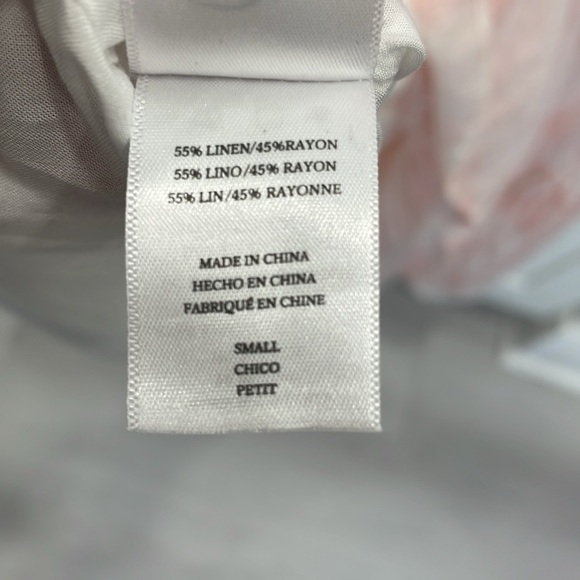 55% LINEN/45%RAYON
55% LINO/45% RAYON
55% LIN/45% RAYONNE
MADE IN CHINA
HECHO EN CHINA
FABRIQUÉ EN CHINE
SMALL
CHICO
PETIT